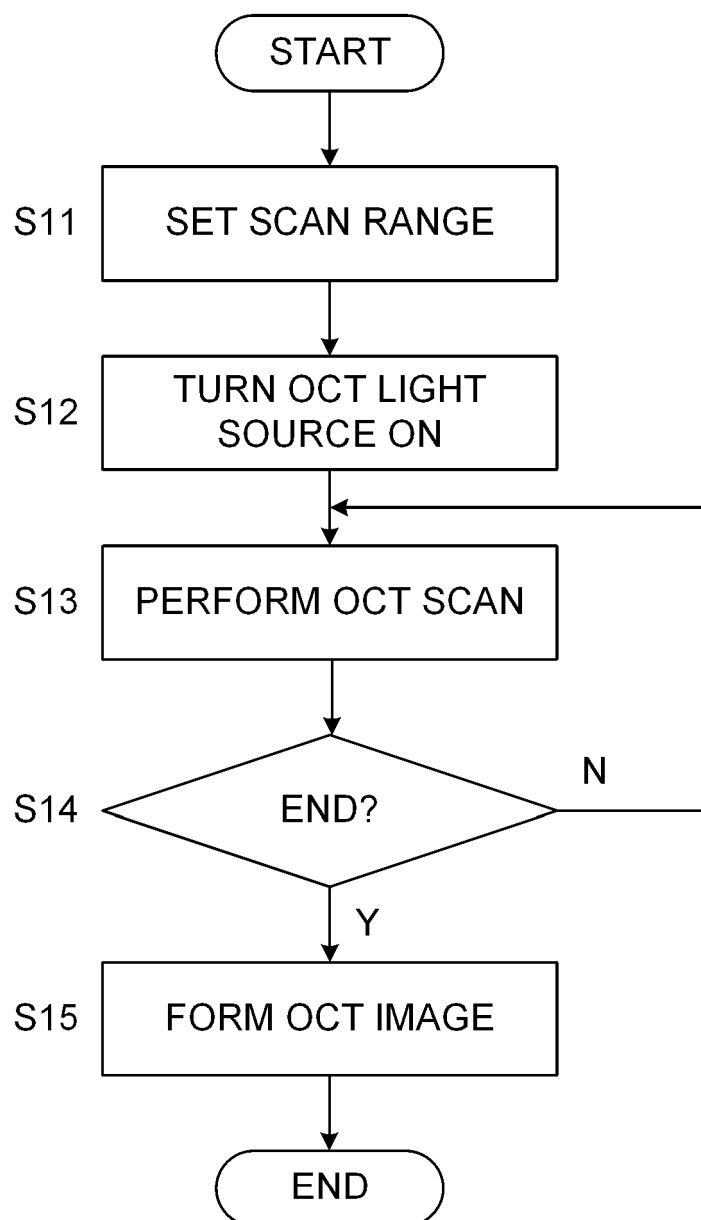 START
S11
SET SCAN RANGE
S12
TURN OCT LIGHT
SOURCE ON
S13
PERFORM OCT SCAN
S14
END?
N
Y
S15
FORM OCT IMAGE
END